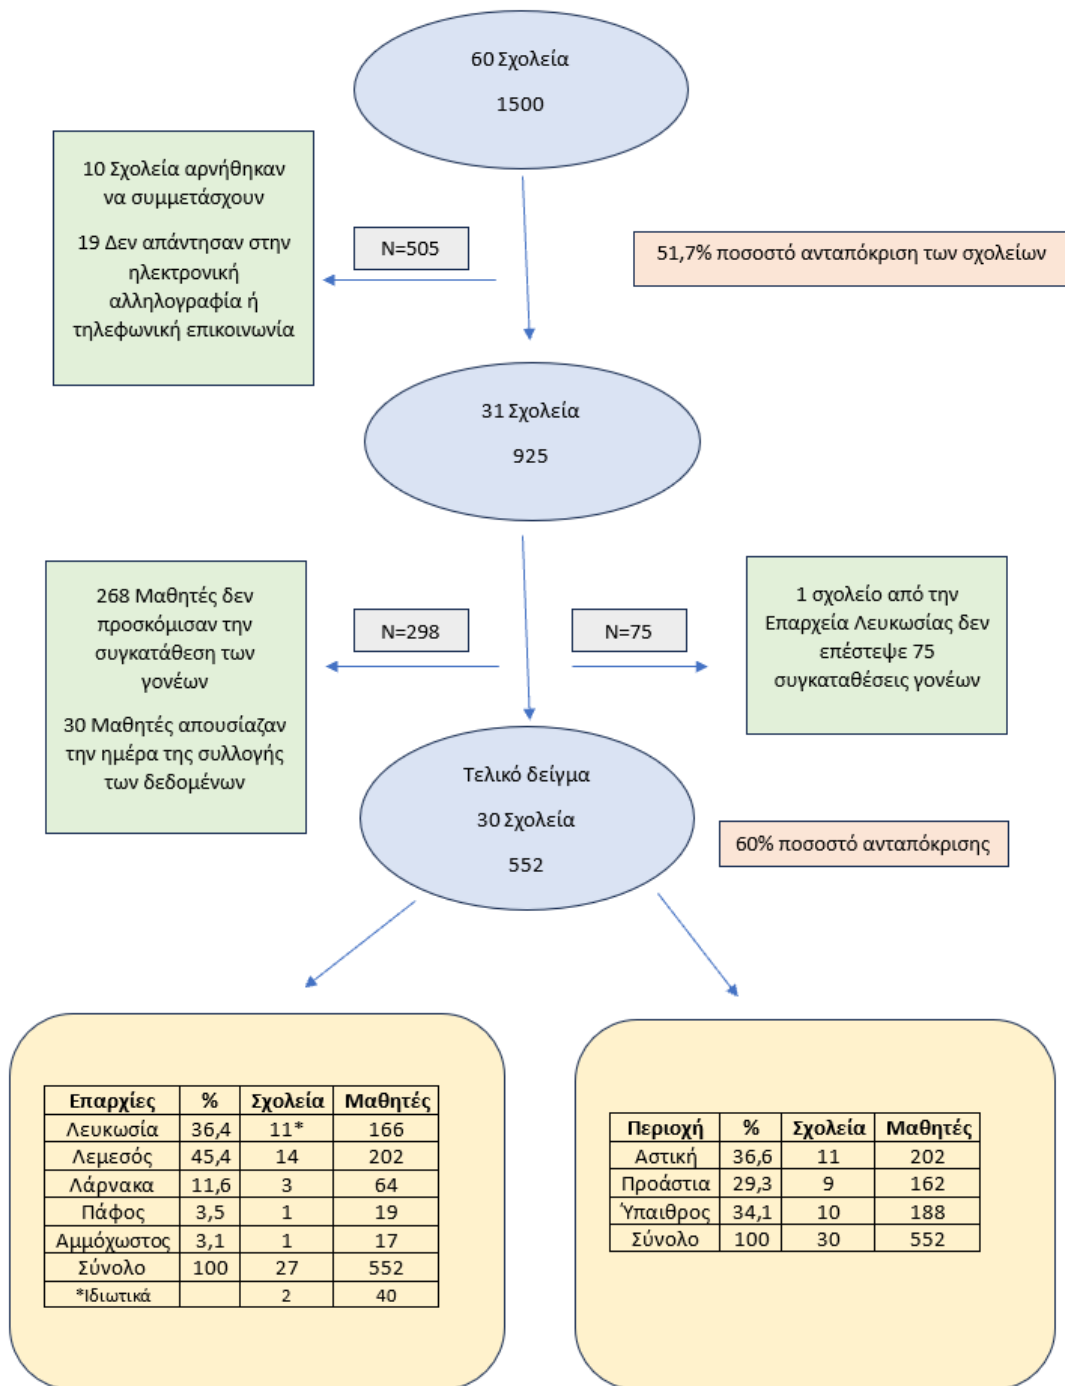 60 Σχολεία
1500
10 Σχολεία αρνήθηκαν
να συμμετάσχουν
19 Δεν απάντησαν στην
ηλεκτρονική
αλληλογραφία ή
τηλεφωνική επικοινωνία
N=505
51,7% ποσοστό ανταπόκριση των σχολείων
31 Σχολεία
925
268 Μαθητές δεν
προσκόμισαν την
συγκατάθεση των
γονέων
30 Μαθητές απουσίαζαν
την ημέρα της συλλογής
των δεδομένων
N=298
N=75
1 σχολείο από την
Επαρχεία Λευκωσίας δεν
επέστεψε 75
συγκαταθέσεις γονέων
Τελικό δείγμα
30 Σχολεία
552
60% ποσοστό ανταπόκρισης
Επαρχίες % Σχολεία Μαθητές
Λευκωσία 36,4 11* 166
Λεμεσός 45,4 14 202
Λάρνακα 11,6 3 64
Πάφος 3,5 1 19
Αμμόχωστος 3,1 1 17
Σύνολο 100 27 552
*Ιδιωτικά 2 40
Περιοχή % Σχολεία Μαθητές
Αστική 36,6 11 202
Προάστια 29,3 9 162
Ύπαιθρος 34,1 10 188
Σύνολο 100 30 552